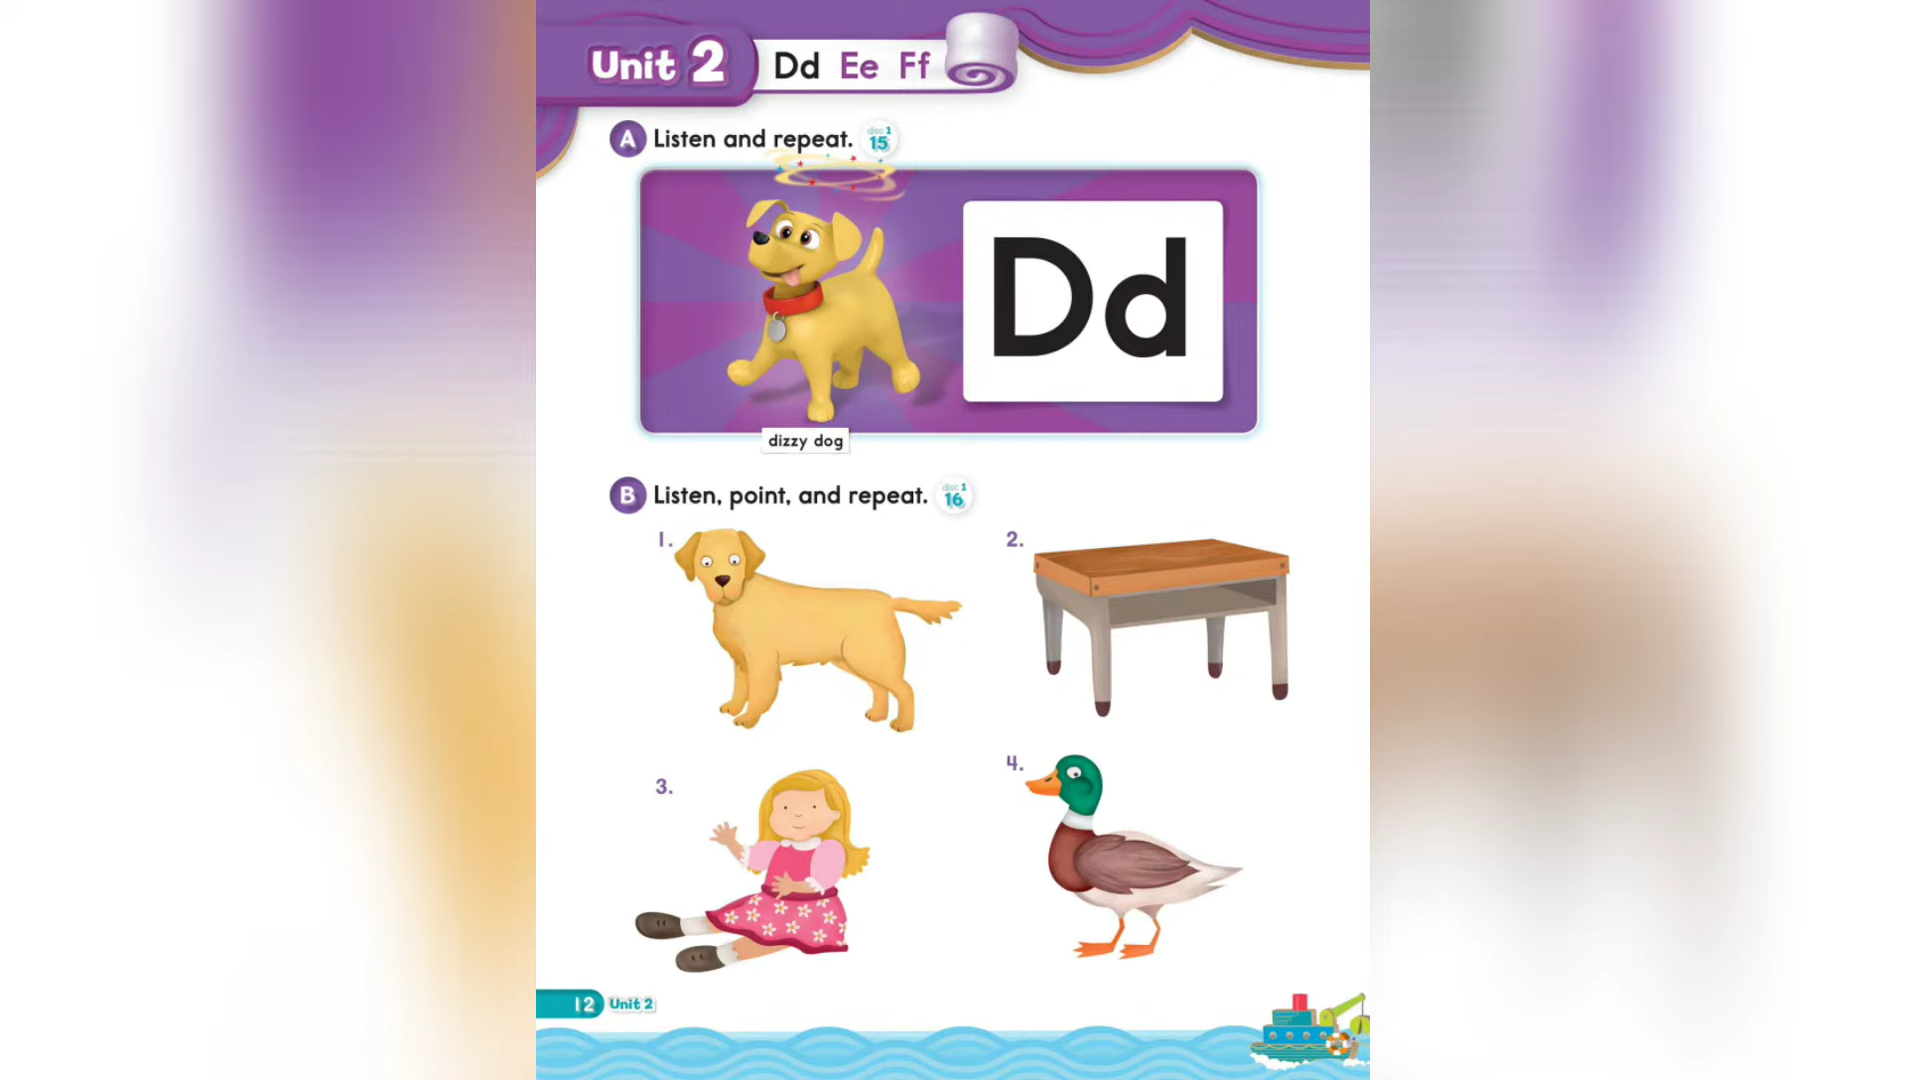 Unit 2 Dd Ee Ff
A Listen and repeat. disc 1 15
Dd
dizzy dog
B Listen, point, and repeat. disc 1 16
1. 2.
3. 4.
12 Unit 2